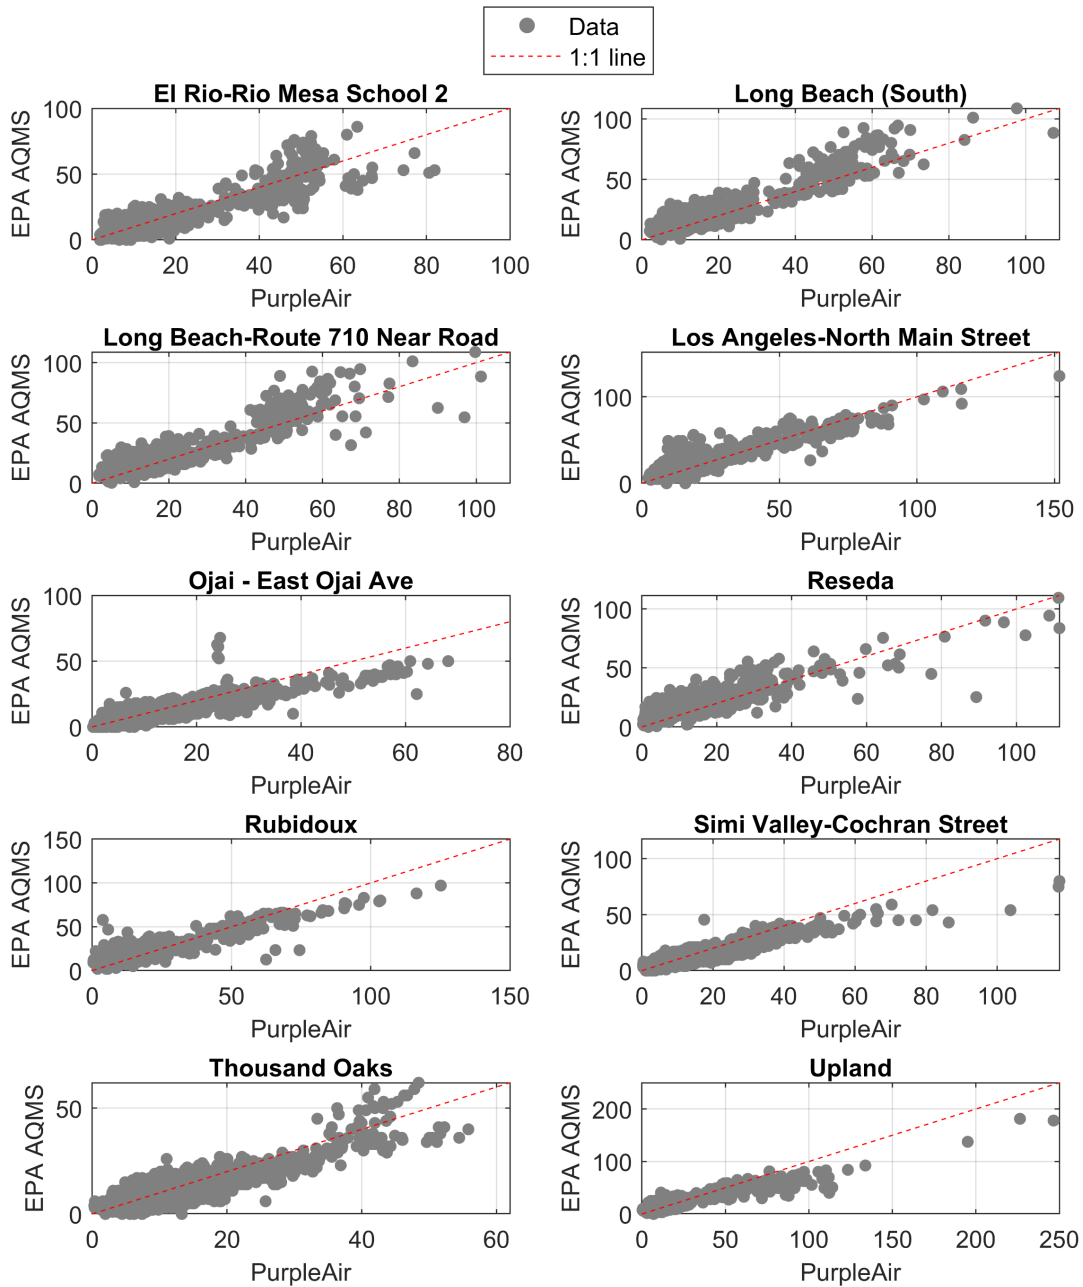 Data
1:1 line
El Rio-Rio Mesa School 2
EPA AQMS
100
50
0
0 20 40 60 80 100
PurpleAir
Long Beach (South)
EPA AQMS
100
50
0
0 20 40 60 80 100
PurpleAir
Long Beach-Route 710 Near Road
EPA AQMS
100
50
0
0 20 40 60 80 100
PurpleAir
Los Angeles-North Main Street
EPA AQMS
100
0
0 50 100 150
PurpleAir
Ojai - East Ojai Ave
EPA AQMS
100
50
0
0 20 40 60 80
PurpleAir
Reseda
EPA AQMS
100
50
0
0 20 40 60 80 100
PurpleAir
Rubidoux
EPA AQMS
150
100
50
0
0 50 100 150
PurpleAir
Simi Valley-Cochran Street
EPA AQMS
100
50
0
0 20 40 60 80 100
PurpleAir
Thousand Oaks
EPA AQMS
50
0
0 20 40 60
PurpleAir
Upland
EPA AQMS
200
100
0
0 50 100 150 200 250
PurpleAir